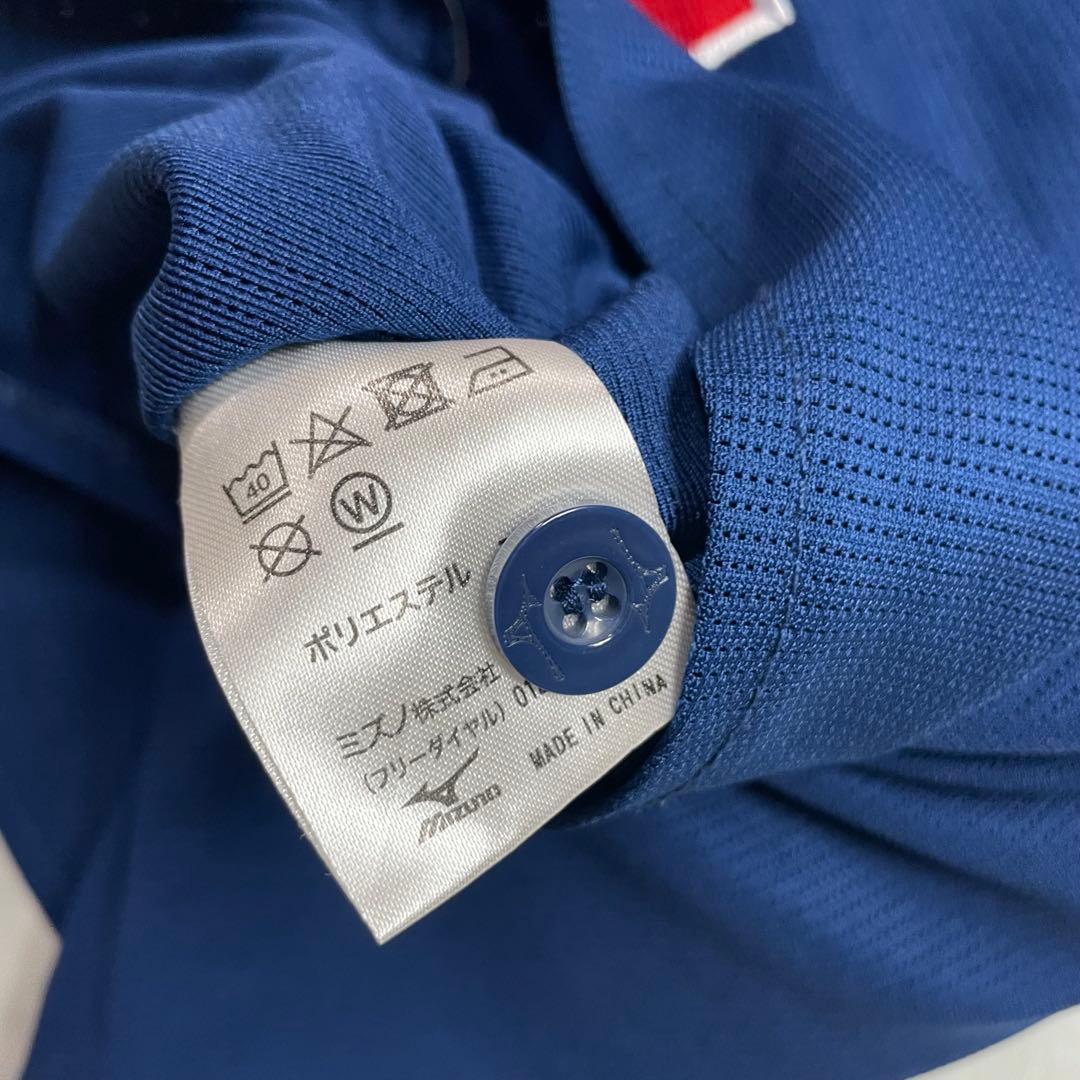 40
W
ポリエステル
ミズノ株式会社
(フリーダイヤル) 01
MADE IN CHINA
mizuno